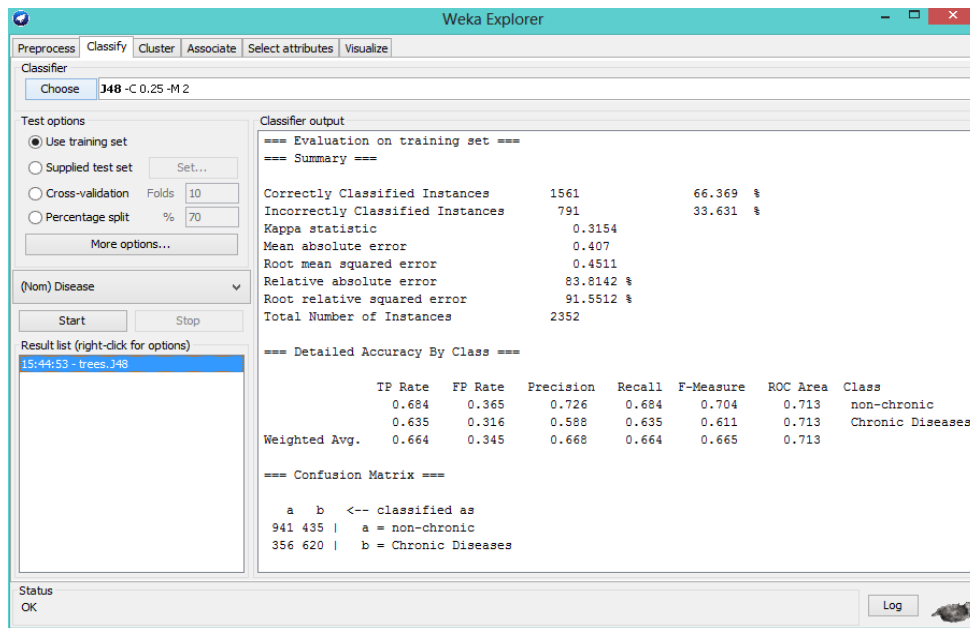 Weka Explorer
Preprocess Classify Cluster Associate Select attributes Visualize
Classifier
Choose J48 -C 0.25 -M 2
Test options
Use training set
Supplied test set Set...
Cross-validation Folds 10
Percentage split % 70
More options...
(Nom) Disease
Start Stop
Result list (right-click for options)
15:44:53 - trees.J48
Classifier output
=== Evaluation on training set ===
=== Summary ===
Correctly Classified Instances 1561 66.369 %
Incorrectly Classified Instances 791 33.631 %
Kappa statistic 0.3154
Mean absolute error 0.407
Root mean squared error 0.4511
Relative absolute error 83.8142 %
Root relative squared error 91.5512 %
Total Number of Instances 2352
=== Detailed Accuracy By Class ===
TP Rate FP Rate Precision Recall F-Measure ROC Area Class
0.684 0.365 0.726 0.684 0.704 0.713 non-chronic
0.635 0.316 0.588 0.635 0.611 0.713 Chronic Diseases
Weighted Avg. 0.664 0.345 0.668 0.664 0.665 0.713
=== Confusion Matrix ===
a b <-- classified as
941 435 | a = non-chronic
356 620 | b = Chronic Diseases
Status
OK
Log